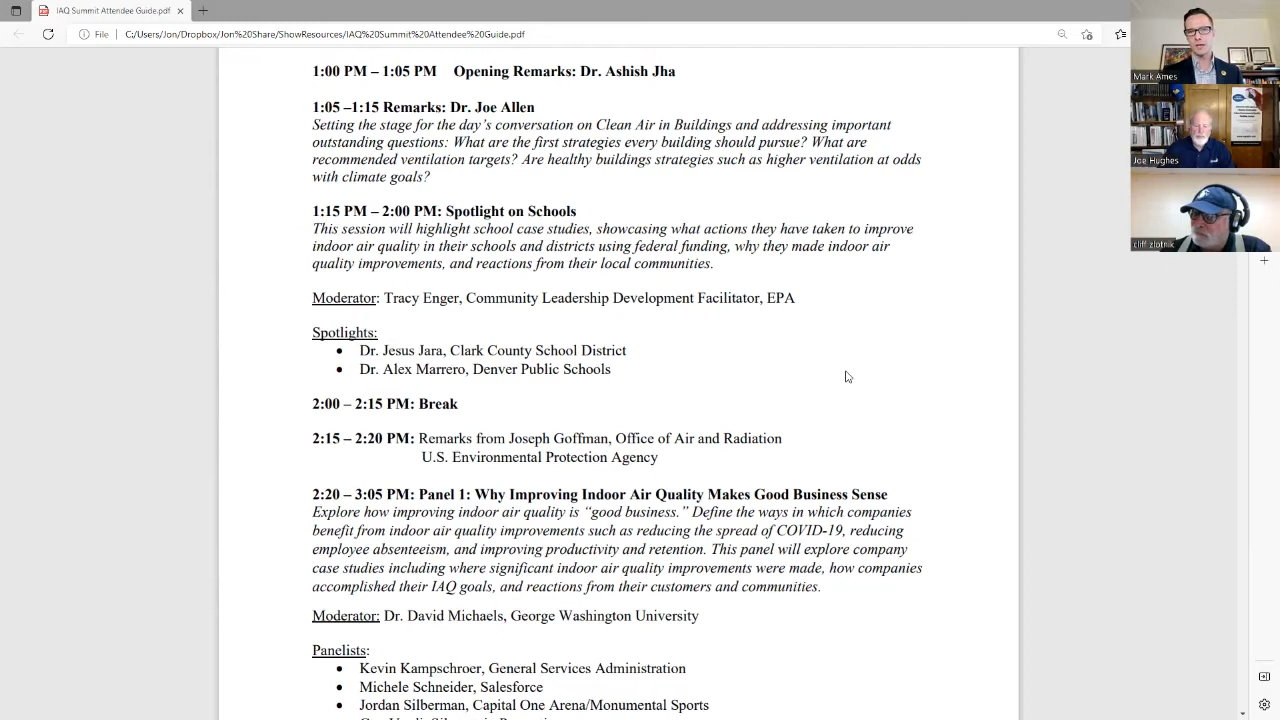 IAQ Summit Attendee Guide.pdf
File C:/Users/Jon/Dropbox/Jon%20Share/ShowResources/IAQ%20Summit%20Attendee%20Guide.pdf
1:00 PM – 1:05 PM Opening Remarks: Dr. Ashish Jha
1:05 –1:15 Remarks: Dr. Joe Allen
Setting the stage for the day's conversation on Clean Air in Buildings and addressing important
outstanding questions: What are the first strategies every building should pursue? What are
recommended ventilation targets? Are healthy buildings strategies such as higher ventilation at odds
with climate goals?
1:15 PM – 2:00 PM: Spotlight on Schools
This session will highlight school case studies, showcasing what actions they have taken to improve
indoor air quality in their schools and districts using federal funding, why they made indoor air
quality improvements, and reactions from their local communities.
Moderator: Tracy Enger, Community Leadership Development Facilitator, EPA
Spotlights:
• Dr. Jesus Jara, Clark County School District
• Dr. Alex Marrero, Denver Public Schools
2:00 – 2:15 PM: Break
2:15 – 2:20 PM: Remarks from Joseph Goffman, Office of Air and Radiation
U.S. Environmental Protection Agency
2:20 – 3:05 PM: Panel 1: Why Improving Indoor Air Quality Makes Good Business Sense
Explore how improving indoor air quality is “good business.” Define the ways in which companies
benefit from indoor air quality improvements such as reducing the spread of COVID-19, reducing
employee absenteeism, and improving productivity and retention. This panel will explore company
case studies including where significant indoor air quality improvements were made, how companies
accomplished their IAQ goals, and reactions from their customers and communities.
Moderator: Dr. David Michaels, George Washington University
Panelists:
• Kevin Kampschroer, General Services Administration
• Michele Schneider, Salesforce
• Jordan Silberman, Capital One Arena/Monumental Sports
Mark Ames
Joe Hughes
cliff zlotnik